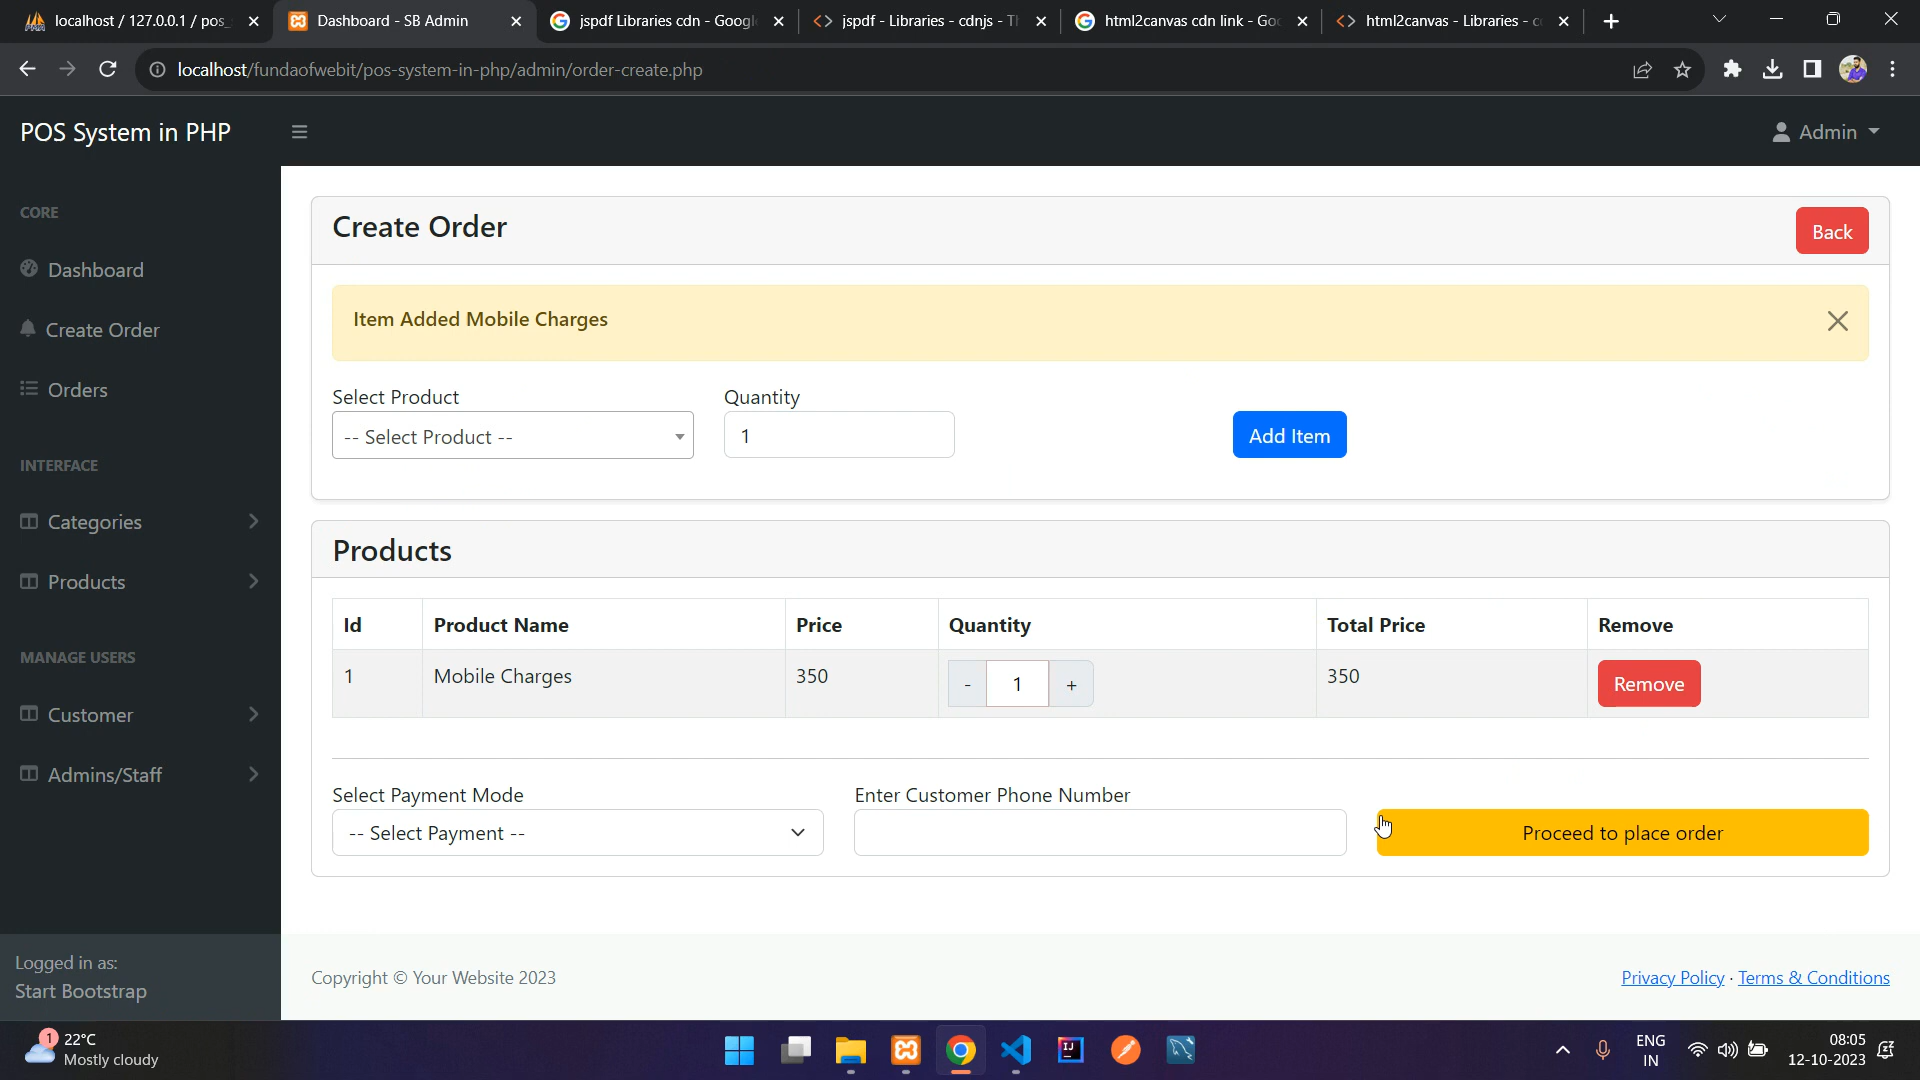 localhost / 127.0.0.1 / pos_
Dashboard - SB Admin
jspdf Libraries cdn - Googl
jspdf - Libraries - cdnjs - Th
html2canvas cdn link - Goo
html2canvas - Libraries - c
localhost/fundaofwebit/pos-system-in-php/admin/order-create.php
POS System in PHP
Admin
CORE
Dashboard
Create Order
Orders
INTERFACE
Categories
Products
MANAGE USERS
Customer
Admins/Staff
Logged in as:
Start Bootstrap
Create Order
Back
Item Added Mobile Charges
Select Product
Quantity
-- Select Product --
1
Add Item
Products
Id Product Name Price Quantity Total Price Remove
1 Mobile Charges 350 - 1 + 350 Remove
Select Payment Mode
Enter Customer Phone Number
-- Select Payment --
Proceed to place order
Copyright © Your Website 2023
Privacy Policy · Terms & Conditions
1
22°C
Mostly cloudy
IJ
ENG
IN
08:05
12-10-2023